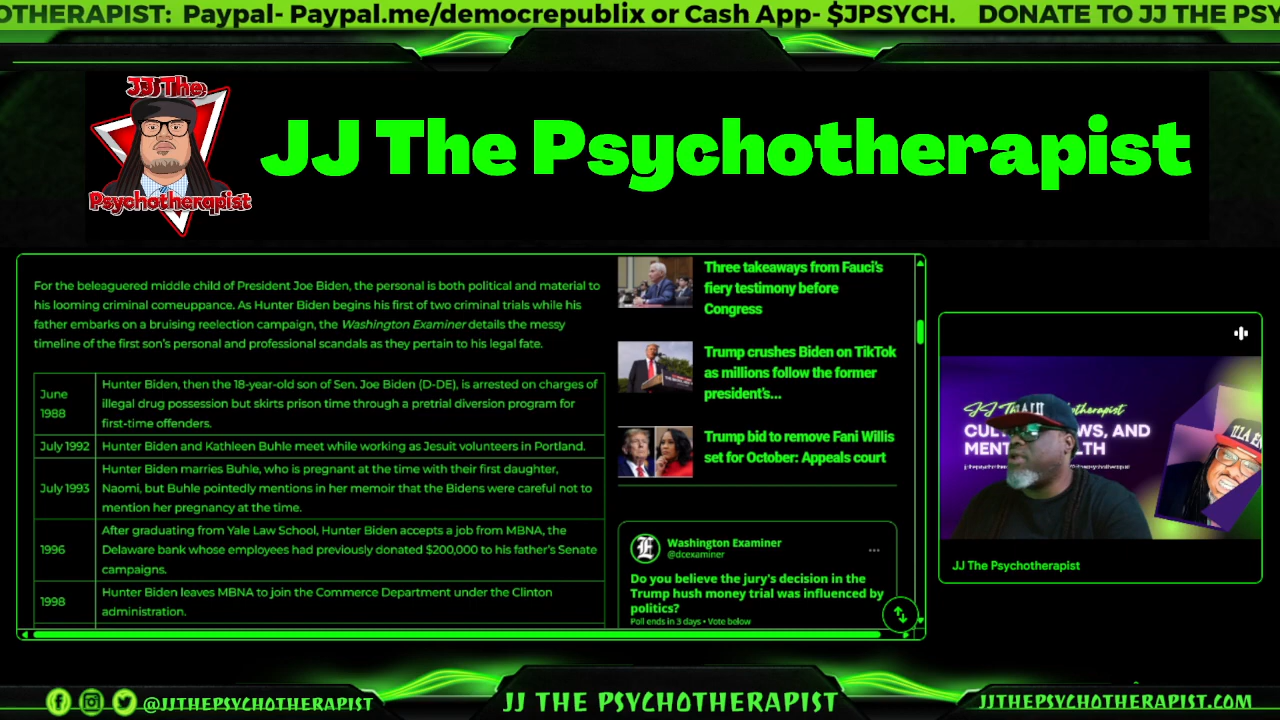 OTHERAPIST: Paypal- Paypal.me/democrepublix or Cash App- $JPSYCH. DONATE TO JJ THE PSY
JJ The
Psychotherapist
JJ The Psychotherapist
For the beleaguered middle child of President Joe Biden, the personal is both political and material to
his looming criminal comeuppance. As Hunter Biden begins his first of two criminal trials while his
father embarks on a bruising reelection campaign, the Washington Examiner details the messy
timeline of the first son's personal and professional scandals as they pertain to his legal fate.
June
1988
Hunter Biden, then the 18-year-old son of Sen. Joe Biden (D-DE), is arrested on charges of
illegal drug possession but skirts prison time through a pretrial diversion program for
first-time offenders.
July 1992
Hunter Biden and Kathleen Buhle meet while working as Jesuit volunteers in Portland.
July 1993
Hunter Biden marries Buhle, who is pregnant at the time with their first daughter,
Naomi, but Buhle pointedly mentions in her memoir that the Bidens were careful not to
mention her pregnancy at the time.
1996
After graduating from Yale Law School, Hunter Biden accepts a job from MBNA, the
Delaware bank whose employees had previously donated $200,000 to his father's Senate
campaigns.
1998
Hunter Biden leaves MBNA to join the Commerce Department under the Clinton
administration.
Three takeaways from Fauci's
fiery testimony before
Congress
Trump crushes Biden on TikTok
as millions follow the former
president's...
Trump bid to remove Fani Willis
set for October: Appeals court
Washington Examiner
@dcexaminer
Do you believe the jury's decision in the
Trump hush money trial was influenced by
politics?
Poll ends in 3 days • Vote below
JJ The Psychotherapist
@JJTHEPSYCHOTHERAPIST
JJ THE PSYCHOTHERAPIST
JJTHEPSYCHOTHERAPIST.COM